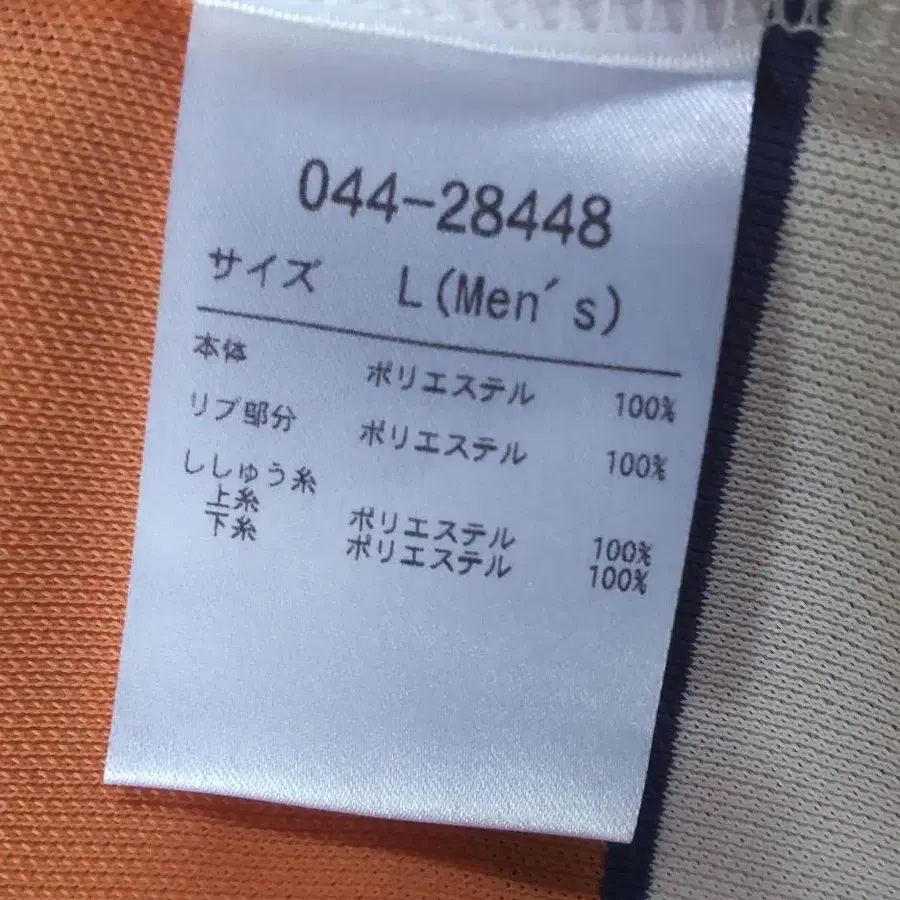 044-28448
サイズ L(Men's)
本体 ポリエステル 100%
リブ部分 ポリエステル 100%
ししゅう糸
上糸 ポリエステル 100%
下糸 ポリエステル 100%